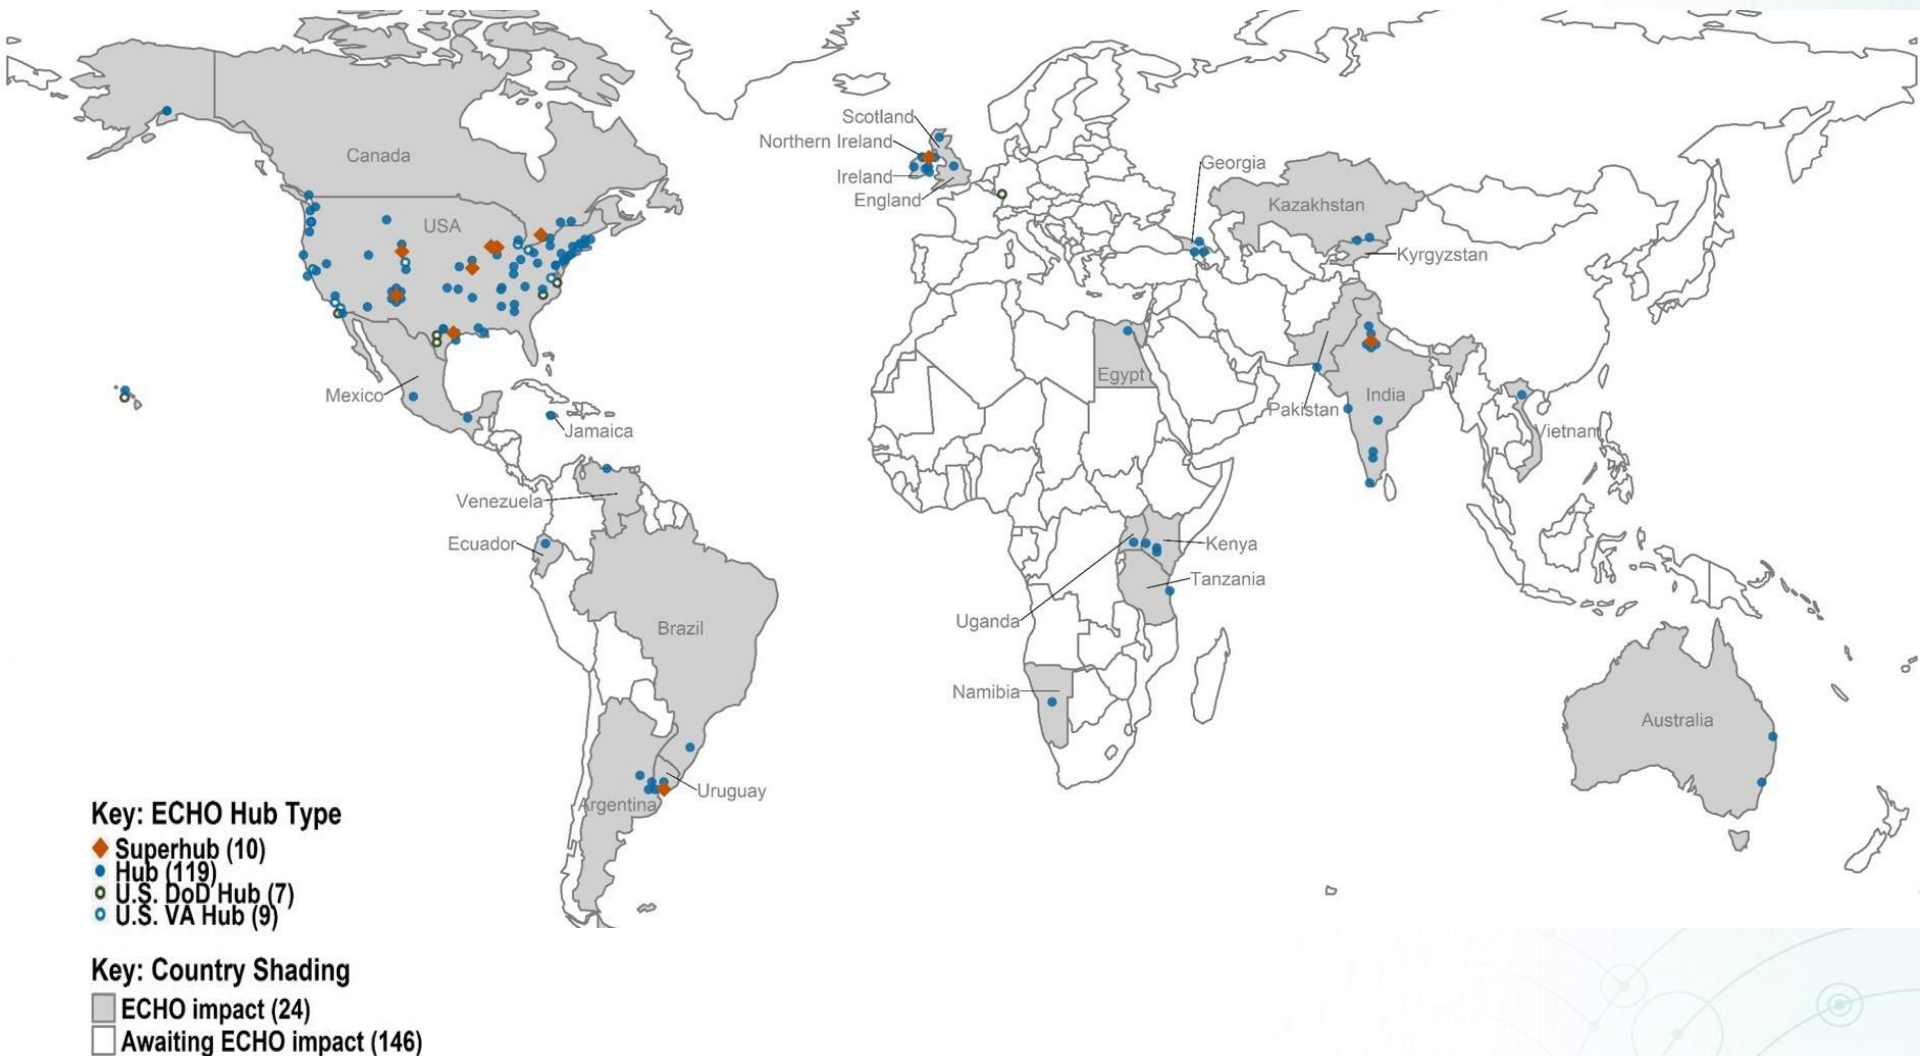 Canada
USA
Mexico
Jamaica
Venezuela
Ecuador
Brazil
Uruguay
Argentina
Scotland
Northern Ireland
Ireland
England
Georgia
Kazakhstan
Kyrgyzstan
Egypt
Pakistan
India
Vietnam
Kenya
Tanzania
Uganda
Namibia
Australia
Key: ECHO Hub Type
Superhub (10)
Hub (119)
U.S. DoD Hub (7)
U.S. VA Hub (9)
Key: Country Shading
ECHO impact (24)
Awaiting ECHO impact (146)